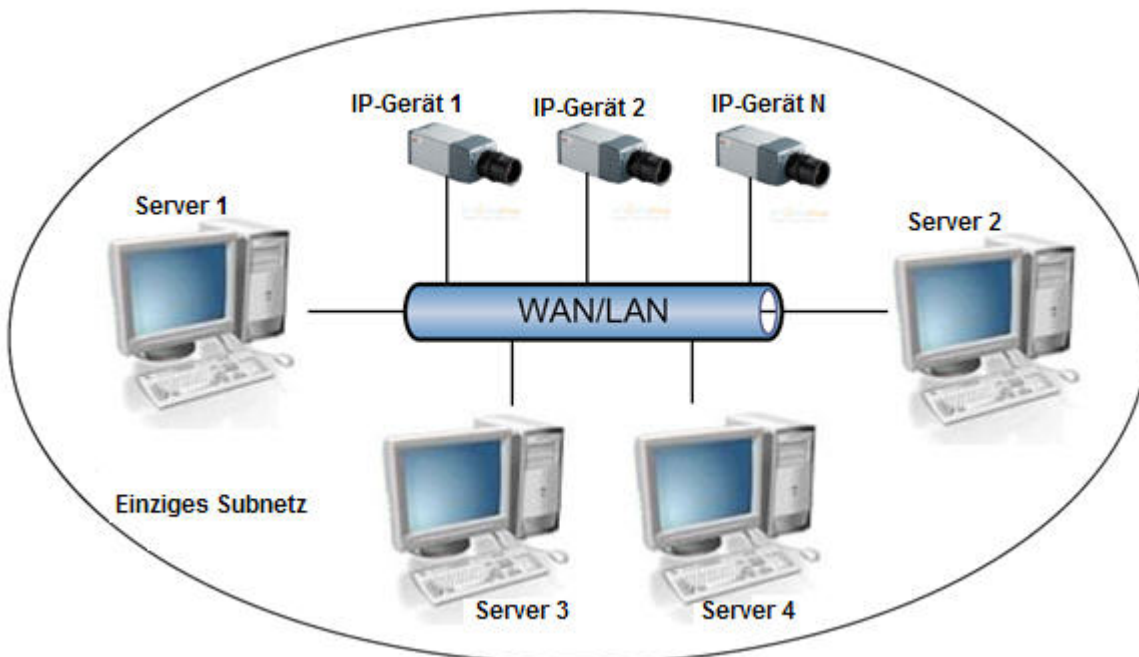 IP-Gerät 1
IP-Gerät 2
IP-Gerät N
Server 1
Server 2
WAN/LAN
Einziges Subnetz
Server 3
Server 4